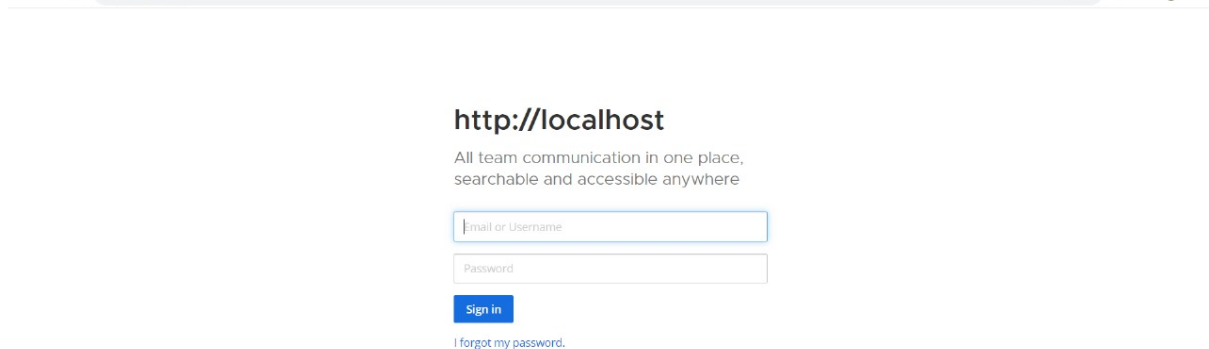 http://localhost
All team communication in one place,
searchable and accessible anywhere
Email or Username
Password
Sign in
I forgot my password.